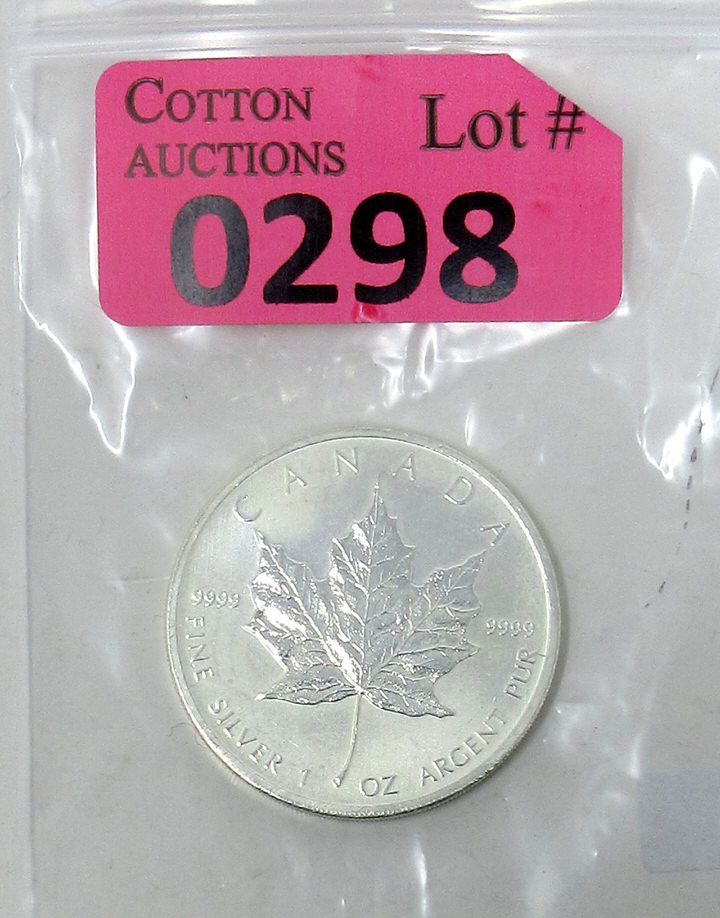 COTTON
AUCTIONS
Lot #
0298
CANADA
9999
9999
FINE SILVER 1 OZ ARGENT PUR